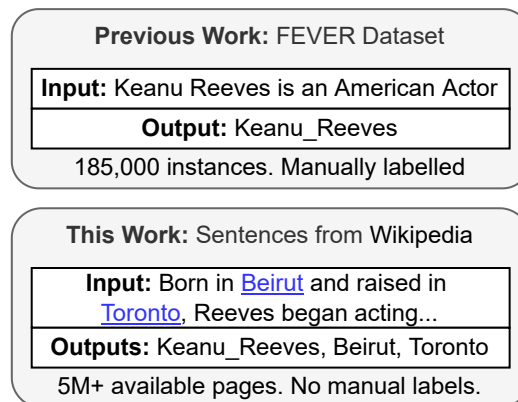 Previous Work: FEVER Dataset
Input: Keanu Reeves is an American Actor
Output: Keanu_Reeves
185,000 instances. Manually labelled
This Work: Sentences from Wikipedia
Input: Born in Beirut and raised in
Toronto, Reeves began acting...
Outputs: Keanu_Reeves, Beirut, Toronto
5M+ available pages. No manual labels.